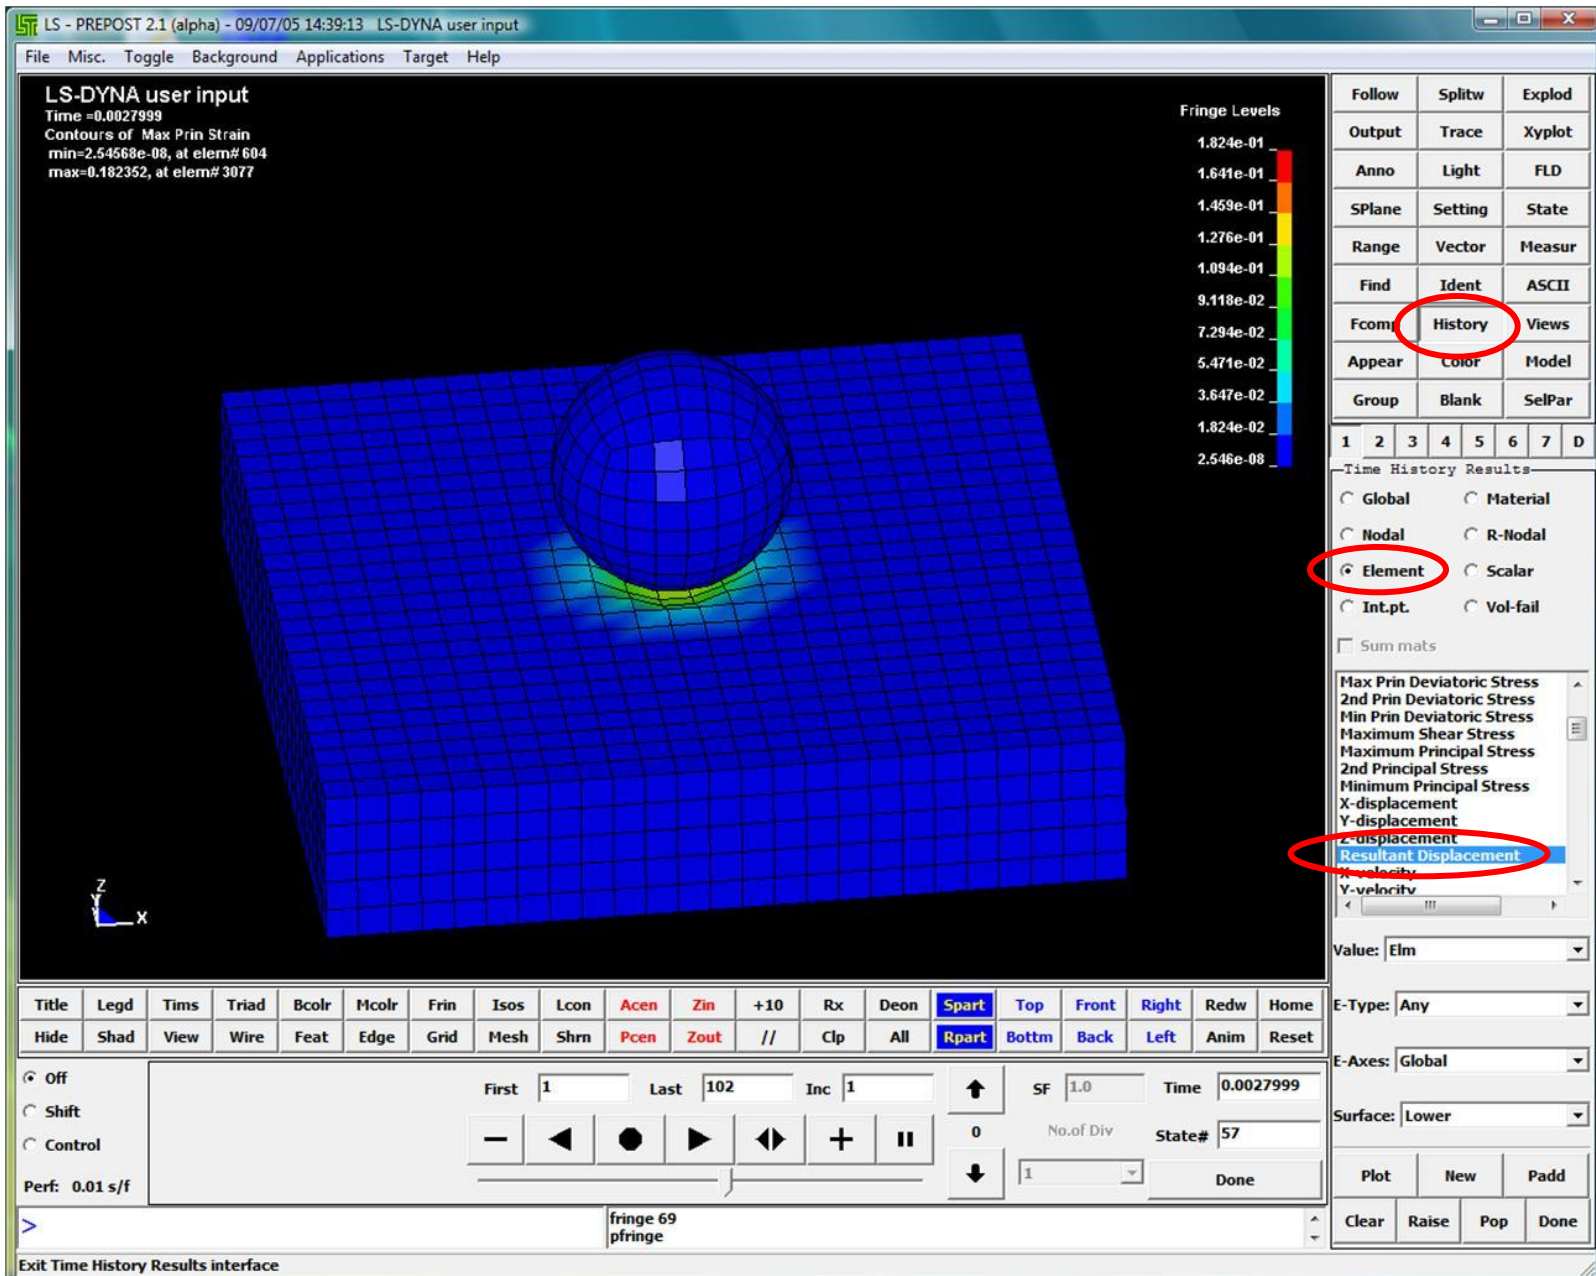 LS - PREPOST 2.1 (alpha) - 09/07/05 14:39:13 LS-DYNA user input
File Misc. Toggle Background Applications Target Help
LS-DYNA user input
Time =0.0027999
Contours of Max Prin Strain
min=2.54568e-08, at elem# 604
max=0.182352, at elem# 3077
Fringe Levels
1.824e-01
1.641e-01
1.459e-01
1.276e-01
1.094e-01
9.118e-02
7.294e-02
5.471e-02
3.647e-02
1.824e-02
2.546e-08
Z
Y
X
Follow Splitw Explod
Output Trace Xyplot
Anno Light FLD
SPlane Setting State
Range Vector Measur
Find Ident ASCII
Fcomp History Views
Appear Color Model
Group Blank SelPar
1 2 3 4 5 6 7 D
Time History Results
Global Material
Nodal R-Nodal
Element Scalar
Int.pt. Vol-fail
Sum mats
Max Prin Deviatoric Stress
2nd Prin Deviatoric Stress
Min Prin Deviatoric Stress
Maximum Shear Stress
Maximum Principal Stress
2nd Principal Stress
Minimum Principal Stress
X-displacement
Y-displacement
Z-displacement
Resultant Displacement
X-velocity
Y-velocity
Value: Elm
E-Type: Any
E-Axes: Global
Surface: Lower
Plot New Padd
Clear Raise Pop Done
Title Legd Tims Triad Bcolr Mcolr Frin Isos Lcon Acen Zin +10 Rx Deon Spart Top Front Right Redw Home
Hide Shad View Wire Feat Edge Grid Mesh Shrn Pcen Zout // Clp All Rpart Bottm Back Left Anim Reset
Off
Shift
Control
Perf: 0.01 s/f
First 1 Last 102 Inc 1 SF 1.0 Time 0.0027999
0 No.of Div State# 57
1 Done
>
fringe 69
pfringe
Exit Time History Results interface